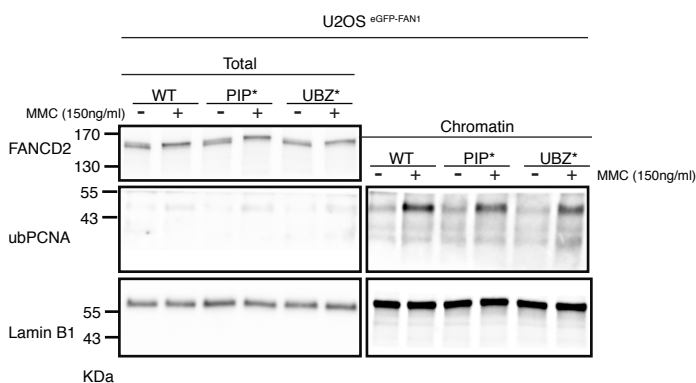 U2OS eGFP-FAN1
Total
WT PIP* UBZ*
MMC (150ng/ml) - + - + - +
Chromatin
WT PIP* UBZ*
- + - + - + MMC (150ng/ml)
FANCD2
170
130
55
43
ubPCNA
55
Lamin B1
43
KDa